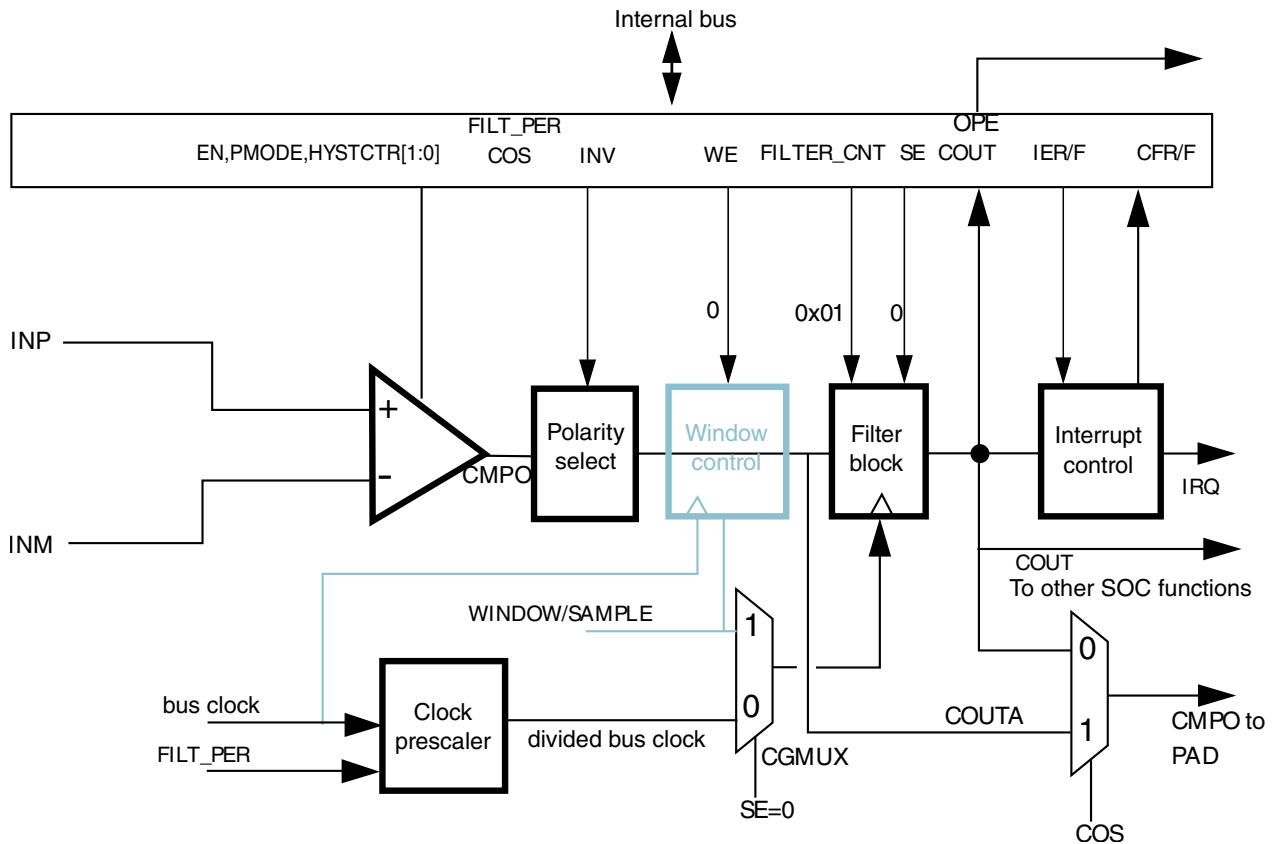 Internal bus
FILT_PER
OPE
EN,PMODE,HYSTCTR[1:0]
COS
INV
WE
FILTER_CNT
SE
COUT
IER/F
CFR/F
0
0x01
0
INP
+
-
INM
CMPO
Polarity
select
Window
control
Filter
block
Interrupt
control
IRQ
COUT
To other SOC functions
WINDOW/SAMPLE
1
0
bus clock
FILT_PER
Clock
prescaler
divided bus clock
CGMUX
SE=0
COUTA
0
1
CMPO to
PAD
COS